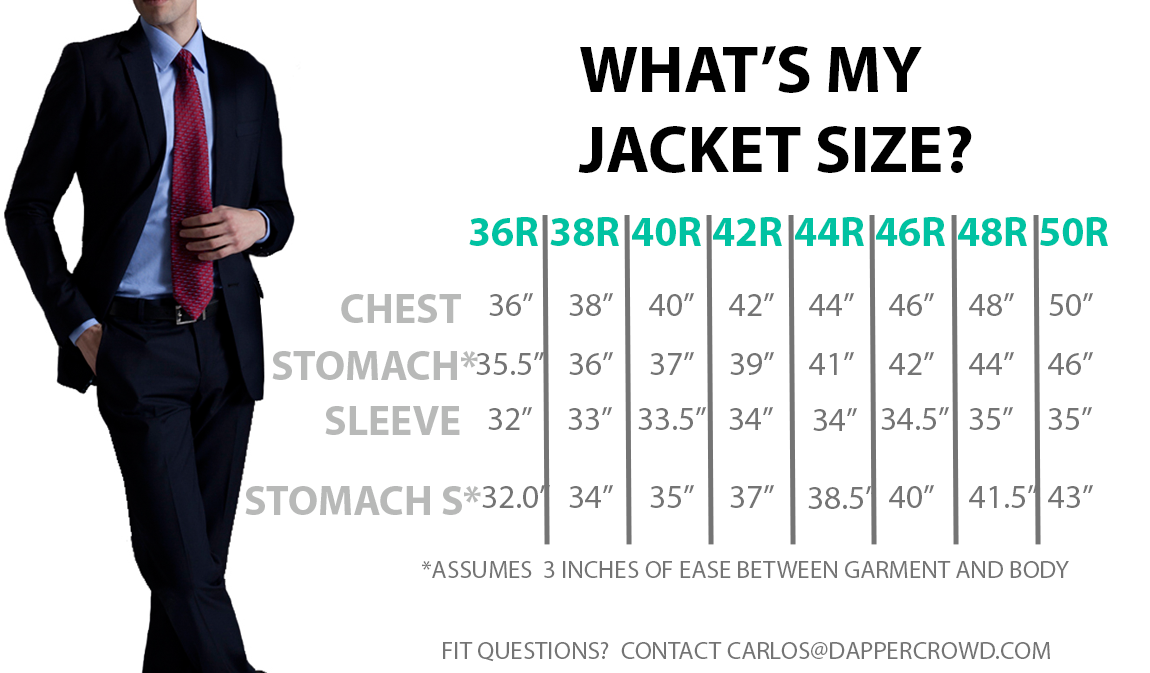 WHAT’S MY
JACKET SIZE?
36R 38R 40R 42R 44R 46R 48R 50R
CHEST 36” 38” 40” 42” 44” 46” 48” 50”
STOMACH* 35.5” 36” 37” 39” 41” 42” 44” 46”
SLEEVE 32” 33” 33.5” 34” 34” 34.5” 35” 35”
STOMACH S* 32.0” 34” 35” 37” 38.5” 40” 41.5” 43”
*ASSUMES 3 INCHES OF EASE BETWEEN GARMENT AND BODY
FIT QUESTIONS? CONTACT CARLOS@DAPPERCROWD.COM